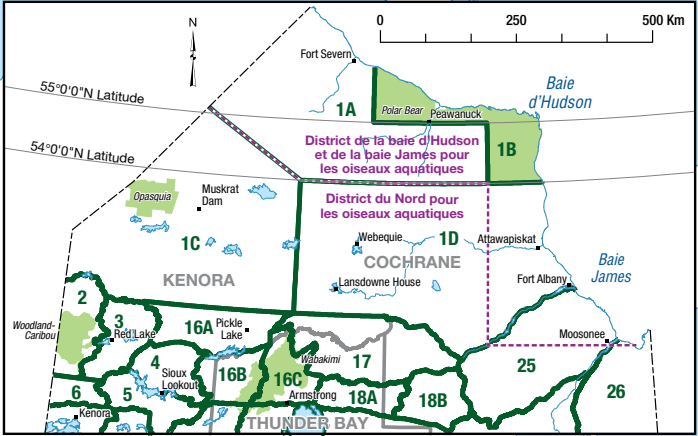 N
0 250 500 Km
Fort Severn
55°0'0"N Latitude
Baie
d'Hudson
1A
Polar Bear
Peawanuck
District de la baie d'Hudson
et de la baie James pour
les oiseaux aquatiques
1B
54°0'0"N Latitude
District du Nord pour
les oiseaux aquatiques
Opasquia
Muskrat
Dam
1C
Webequie
1D
Attawapiskat
COCHRANE
Baie
James
KENORA
Lansdowne House
Fort Albany
2
3
Woodland-
Caribou
Red Lake
16A
Pickle
Lake
Moosonee
4
Wabakimi
17
25
Sioux
Lookout
16B
16C
6
5
Armstrong
18A
18B
26
Kenora
THUNDER BAY